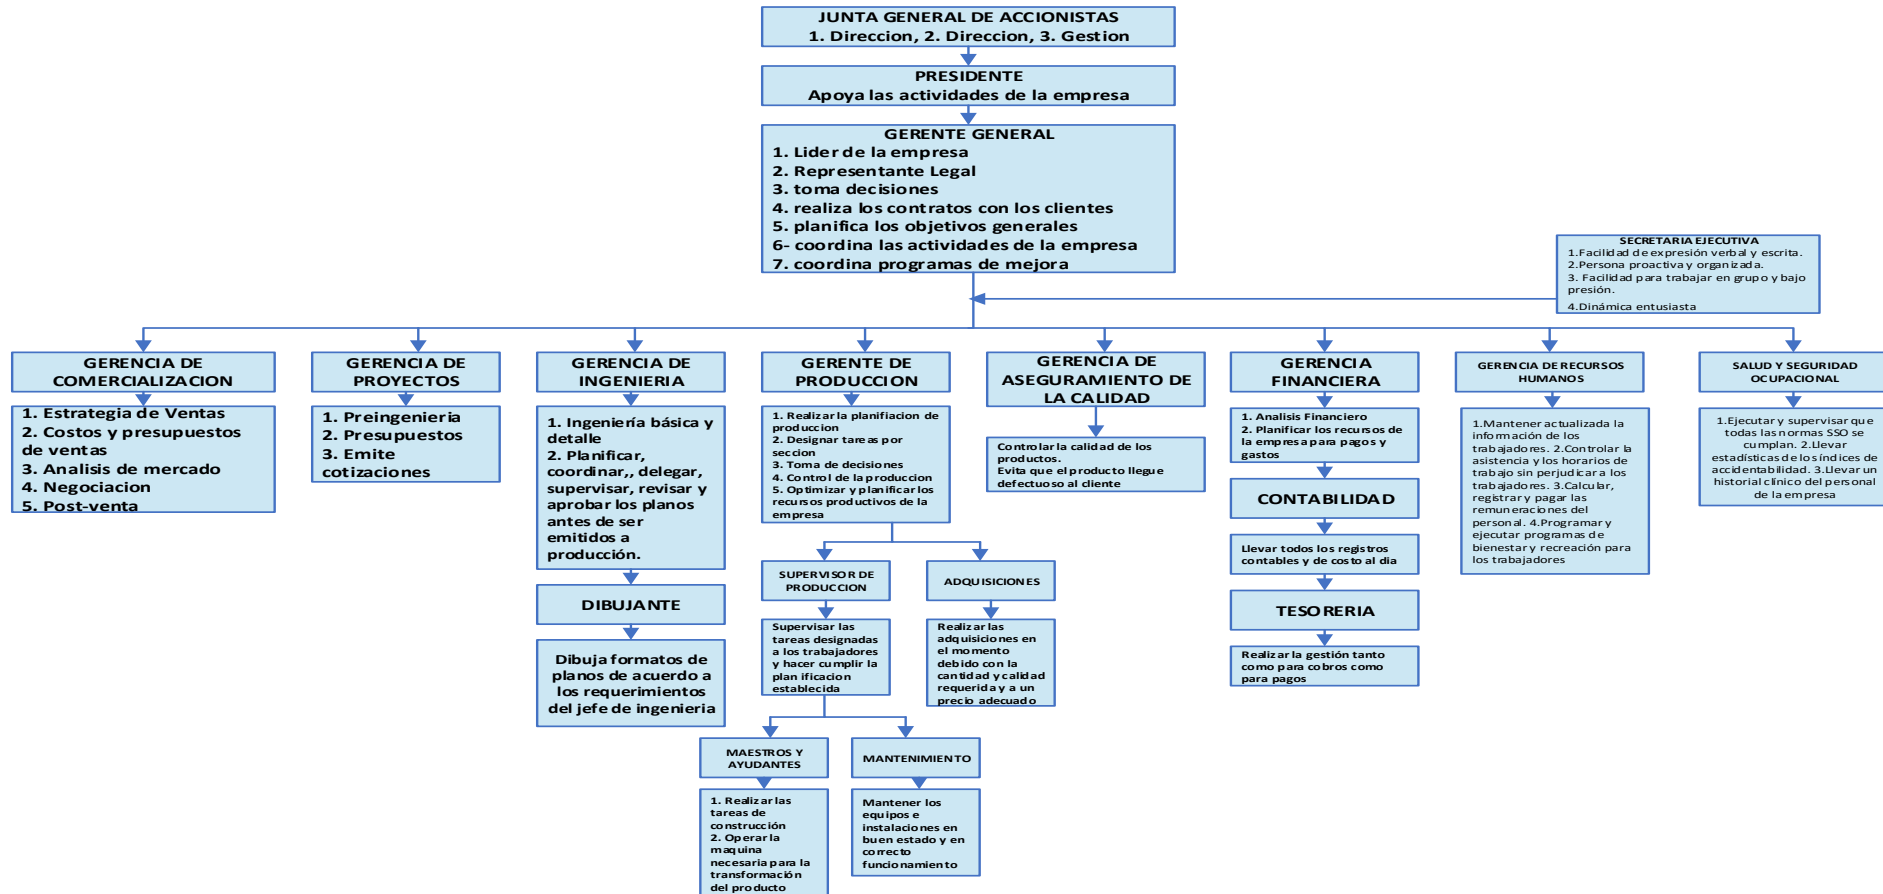 JUNTA GENERAL DE ACCIONISTAS
1. Direccion, 2. Direccion, 3. Gestion
PRESIDENTE
Apoya las actividades de la empresa
GERENTE GENERAL
1. Lider de la empresa
2. Representante Legal
3. toma decisiones
4. realiza los contratos con los clientes
5. planifica los objetivos generales
6- coordina las actividades de la empresa
7. coordina programas de mejora
SECRETARIA EJECUTIVA
1.Facilidad de expresión verbal y escrita.
2.Persona proactiva y organizada.
3. Facilidad para trabajar en grupo y bajo
presión.
4.Dinámica entusiasta
GERENCIA DE
COMERCIALIZACION
1. Estrategia de Ventas
2. Costos y presupuestos
de ventas
3. Analisis de mercado
4. Negociacion
5. Post-venta
GERENCIA DE
PROYECTOS
1. Preingenieria
2. Presupuestos
3. Emite
cotizaciones
GERENCIA DE
INGENIERIA
1. Ingeniería básica y
detalle
2. Planificar,
coordinar,, delegar,
supervisar, revisar y
aprobar los planos
antes de ser
emitidos a
producción.
DIBUJANTE
Dibuja formatos de
planos de acuerdo a
los requerimientos
del jefe de ingenieria
GERENTE DE
PRODUCCION
1. Realizar la planifiacion de
produccion
2. Designar tareas por
seccion
3. Toma de decisiones
4. Control de la produccion
5. Optimizar y planificar los
recursos productivos de la
empresa
SUPERVISOR DE
PRODUCCION
Supervisar las
tareas designadas
a los trabajadores
y hacer cumplir la
plan ificacion
establecida
ADQUISICIONES
Realizar las
adquisiciones en
el momento
debido con la
cantidad y calidad
requerida y a un
precio adecuado
MAESTROS Y
AYUDANTES
1. Realizar las
tareas de
construcción
2. Operar la
maquina
necesaria para la
transformación
del producto
MANTENIMIENTO
Mantener los
equipos e
instalaciones en
buen estado y en
correcto
funcionamiento
GERENCIA DE
ASEGURAMIENTO DE
LA CALIDAD
Controlar la calidad de los
productos.
Evita que el producto llegue
defectuoso al cliente
GERENCIA
FINANCIERA
1. Analisis Financiero
2. Planificar los recursos de
la empresa para pagos y
gastos
CONTABILIDAD
Llevar todos los registros
contables y de costo al dia
TESORERIA
Realizar la gestión tanto
como para cobros como
para pagos
GERENCIA DE RECURSOS
HUMANOS
1.Mantener actualizada la
información de los
trabajadores. 2.Controlar la
asistencia y los horarios de
trabajo sin perjudicar a los
trabajadores. 3.Calcular,
registrar y pagar las
remuneraciones del
personal. 4.Programar y
ejecutar programas de
bienestar y recreación para
los trabajadores
SALUD Y SEGURIDAD
OCUPACIONAL
1.Ejecutar y supervisar que
todas las normas SSO se
cumplan. 2.Llevar
estadísticas de los índices de
accidentabilidad. 3.Llevar un
historial clínico del personal
de la empresa